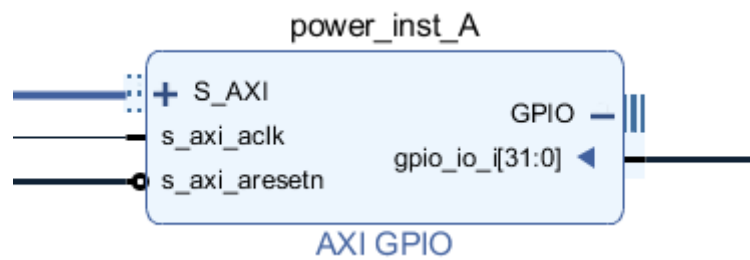 power_inst_A
S_AXI
GPIO
s_axi_aclk
gpio_io_i[31:0]
s_axi_aresetn
AXI GPIO